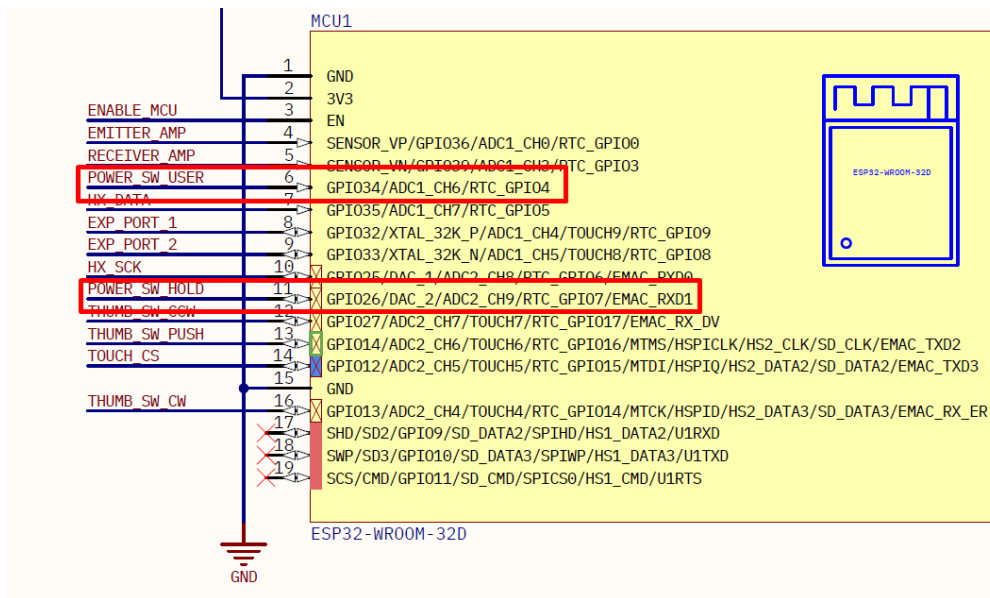 MCU1
1 GND
2 3V3
ENABLE_MCU 3 EN
EMITTER_AMP 4 SENSOR_VP/GPIO36/ADC1_CH0/RTC_GPIO0
RECEIVER_AMP 5 SENSOR_VN/GPIO39/ADC1_CH3/RTC_GPIO3
POWER_SW_USER 6 GPIO34/ADC1_CH6/RTC_GPIO4
HX_DATA 7 GPIO35/ADC1_CH7/RTC_GPIO5
EXP_PORT_1 8 GPIO32/XTAL_32K_P/ADC1_CH4/TOUCH9/RTC_GPIO9
EXP_PORT_2 9 GPIO33/XTAL_32K_N/ADC1_CH5/TOUCH8/RTC_GPIO8
HX_SCK 10 GPIO25/DAC_1/ADC2_CH8/RTC_GPIO6/EMAC_RXD0
POWER_SW_HOLD 11 GPIO26/DAC_2/ADC2_CH9/RTC_GPIO7/EMAC_RXD1
THUMB_SW_CCW 12 GPIO27/ADC2_CH7/TOUCH7/RTC_GPIO17/EMAC_RX_DV
THUMB_SW_PUSH 13 GPIO14/ADC2_CH6/TOUCH6/RTC_GPIO16/MTMS/HSPICLK/HS2_CLK/SD_CLK/EMAC_TXD2
TOUCH_CS 14 GPIO12/ADC2_CH5/TOUCH5/RTC_GPIO15/MTDI/HSPIQ/HS2_DATA2/SD_DATA2/EMAC_TXD3
15 GND
THUMB_SW_CW 16 GPIO13/ADC2_CH4/TOUCH4/RTC_GPIO14/MTCK/HSPID/HS2_DATA3/SD_DATA3/EMAC_RX_ER
17 SHD/SD2/GPIO9/SD_DATA2/SPIHD/HS1_DATA2/U1RXD
18 SWP/SD3/GPIO10/SD_DATA3/SPIWP/HS1_DATA3/U1TXD
19 SCS/CMD/GPIO11/SD_CMD/SPICS0/HS1_CMD/U1RTS
ESP32-WROOM-32D
ESP32-WROOM-32D
GND